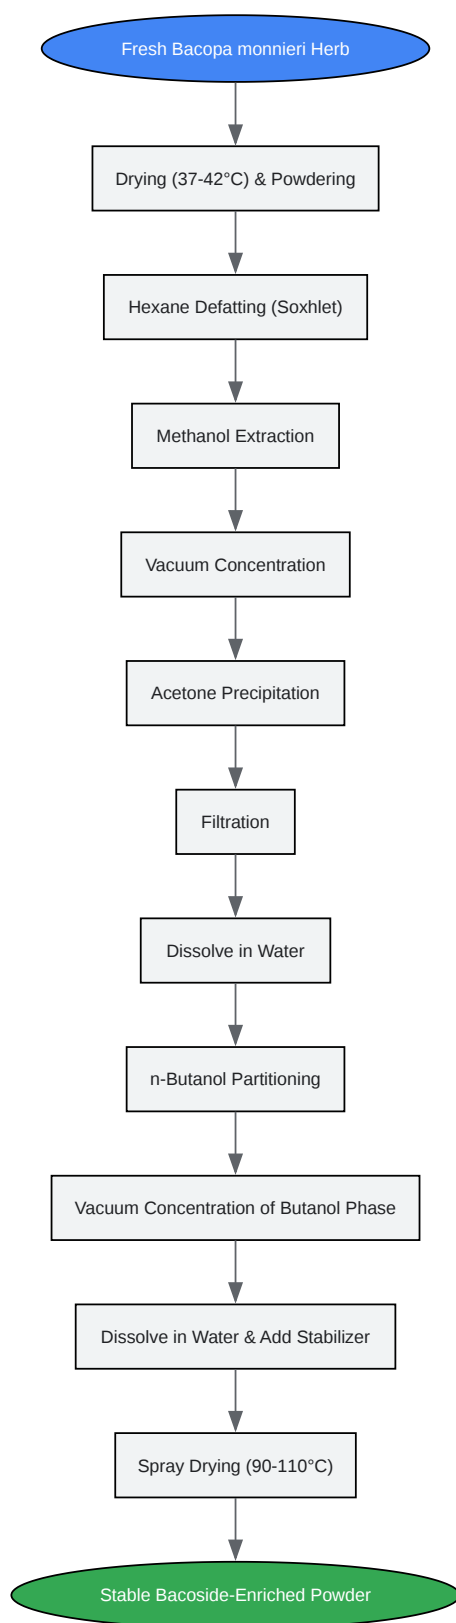 Fresh Bacopa monnieri Herb
Drying (37-42°C) & Powdering
Hexane Defatting (Soxhlet)
Methanol Extraction
Vacuum Concentration
Acetone Precipitation
Filtration
Dissolve in Water
n-Butanol Partitioning
Vacuum Concentration of Butanol Phase
Dissolve in Water & Add Stabilizer
Spray Drying (90-110°C)
Stable Bacoside-Enriched Powder